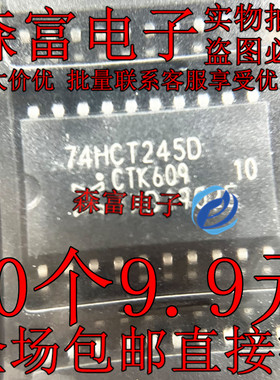 森富电子
实物拍
盗图必
大价优 批量联系客服享受优
74HCT245D
CTK609
10
森富电子
0个9.9元
全场包邮直接